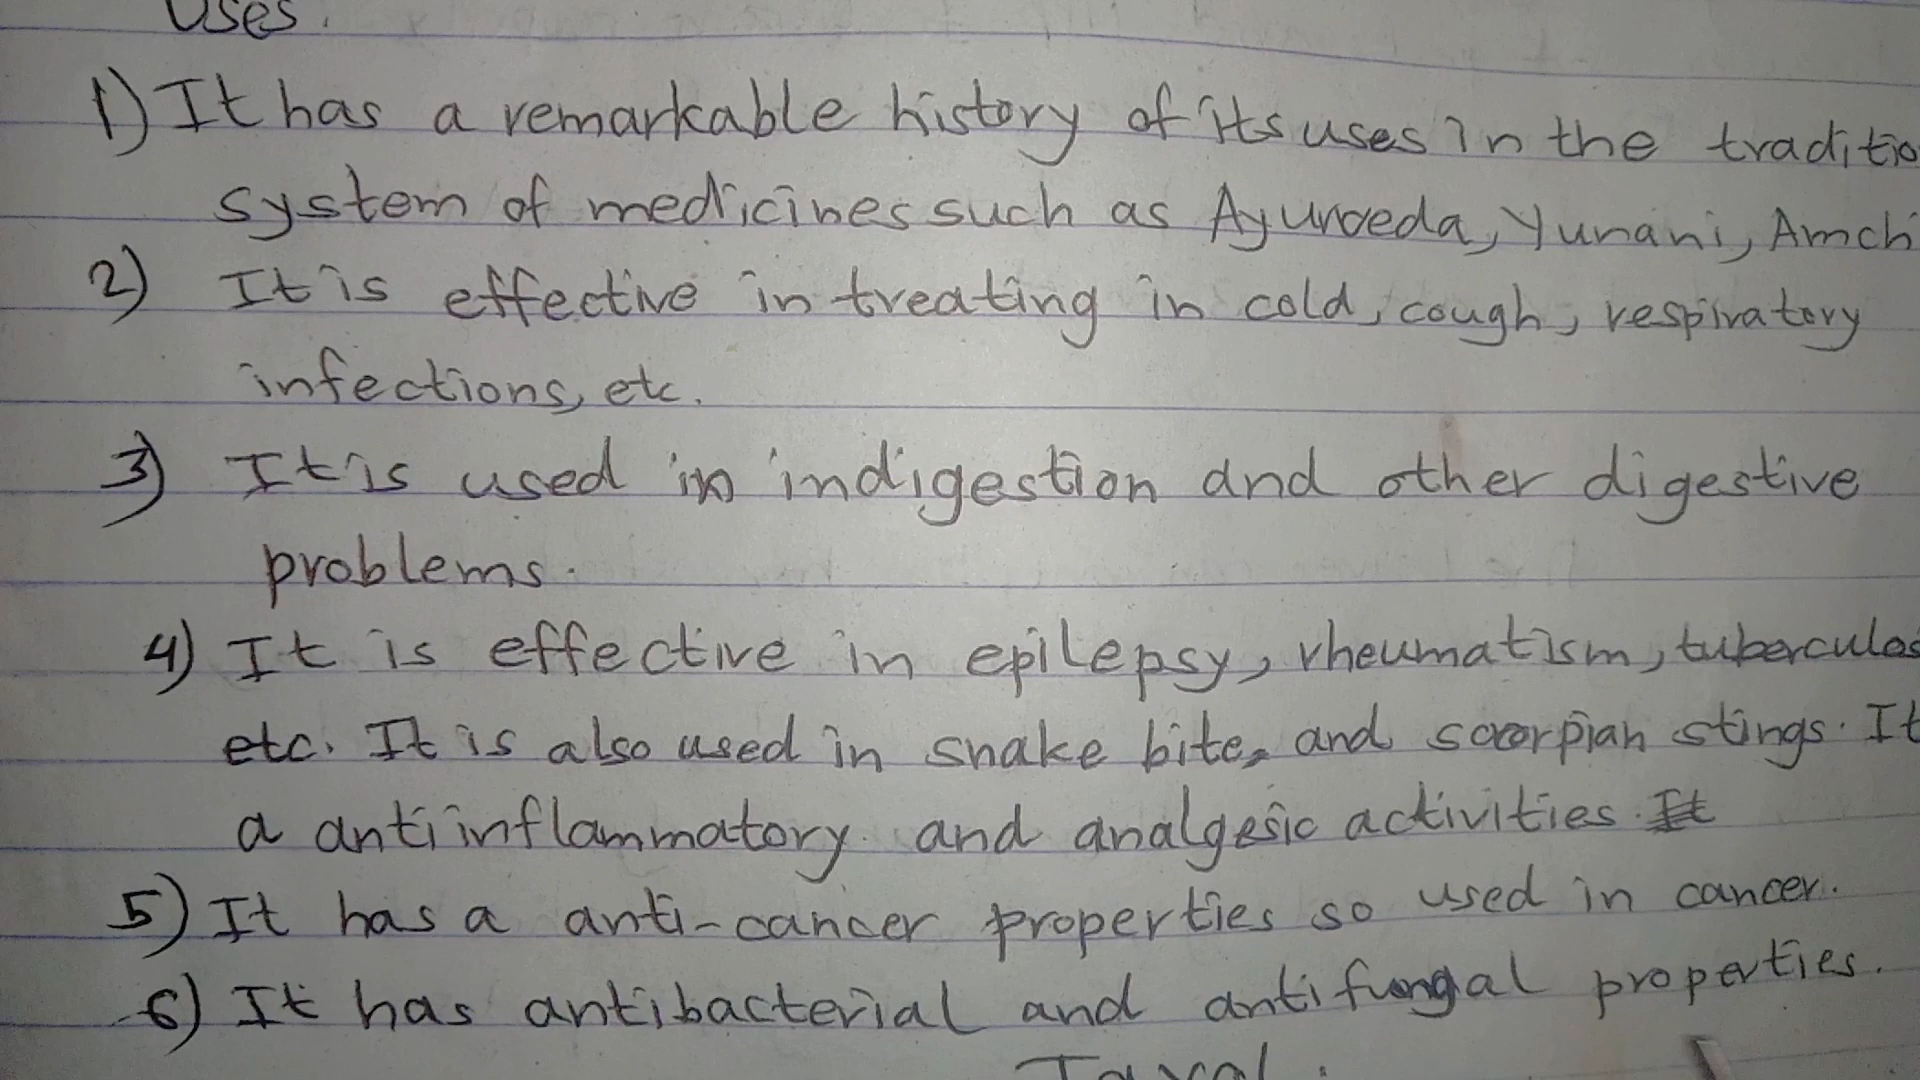 Uses.
1) It has a remarkable history of its uses in the traditio
system of medicines such as Ayurveda, Yunani, Amchi
2) It is effective in treating in cold, cough, respiratory
infections, etc.
3) It is used in indigestion and other digestive
problems.
4) It is effective in epilepsy, rheumatism, tuberculos
etc. It is also used in snake bite, and scorpian stings. It
a antiinflammatory and analgesic activities. It
5) It has a anti-cancer properties so used in cancer.
6) It has antibacterial and antifungal properties.